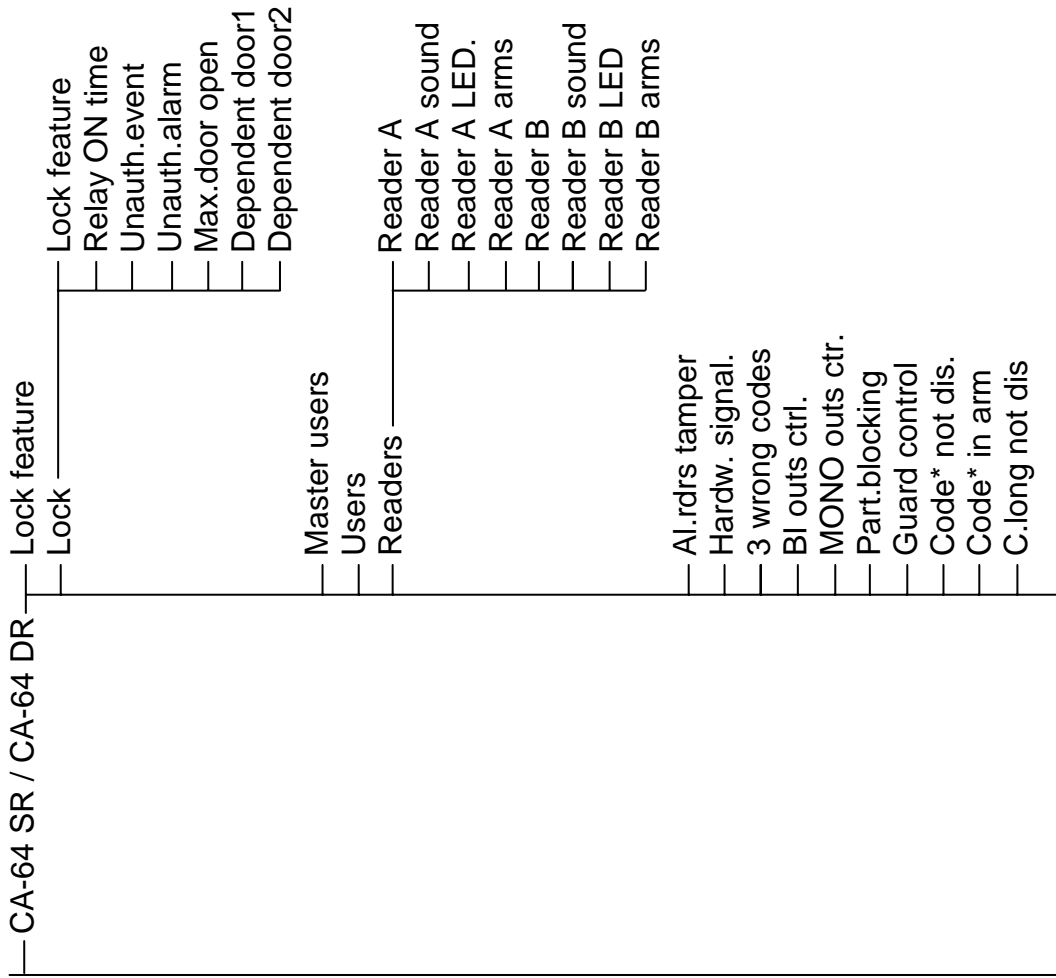 CA-64 SR / CA-64 DR
Lock feature
Lock
Lock feature
Relay ON time
Unauth.event
Unauth.alarm
Max.door open
Dependent door1
Dependent door2
Master users
Users
Readers
Reader A
Reader A sound
Reader A LED.
Reader A arms
Reader B
Reader B sound
Reader B LED
Reader B arms
Al.rdrs tamper
Hardw. signal.
3 wrong codes
BI outs ctrl.
MONO outs ctr.
Part.blocking
Guard control
Code* not dis.
Code* in arm
C.long not dis